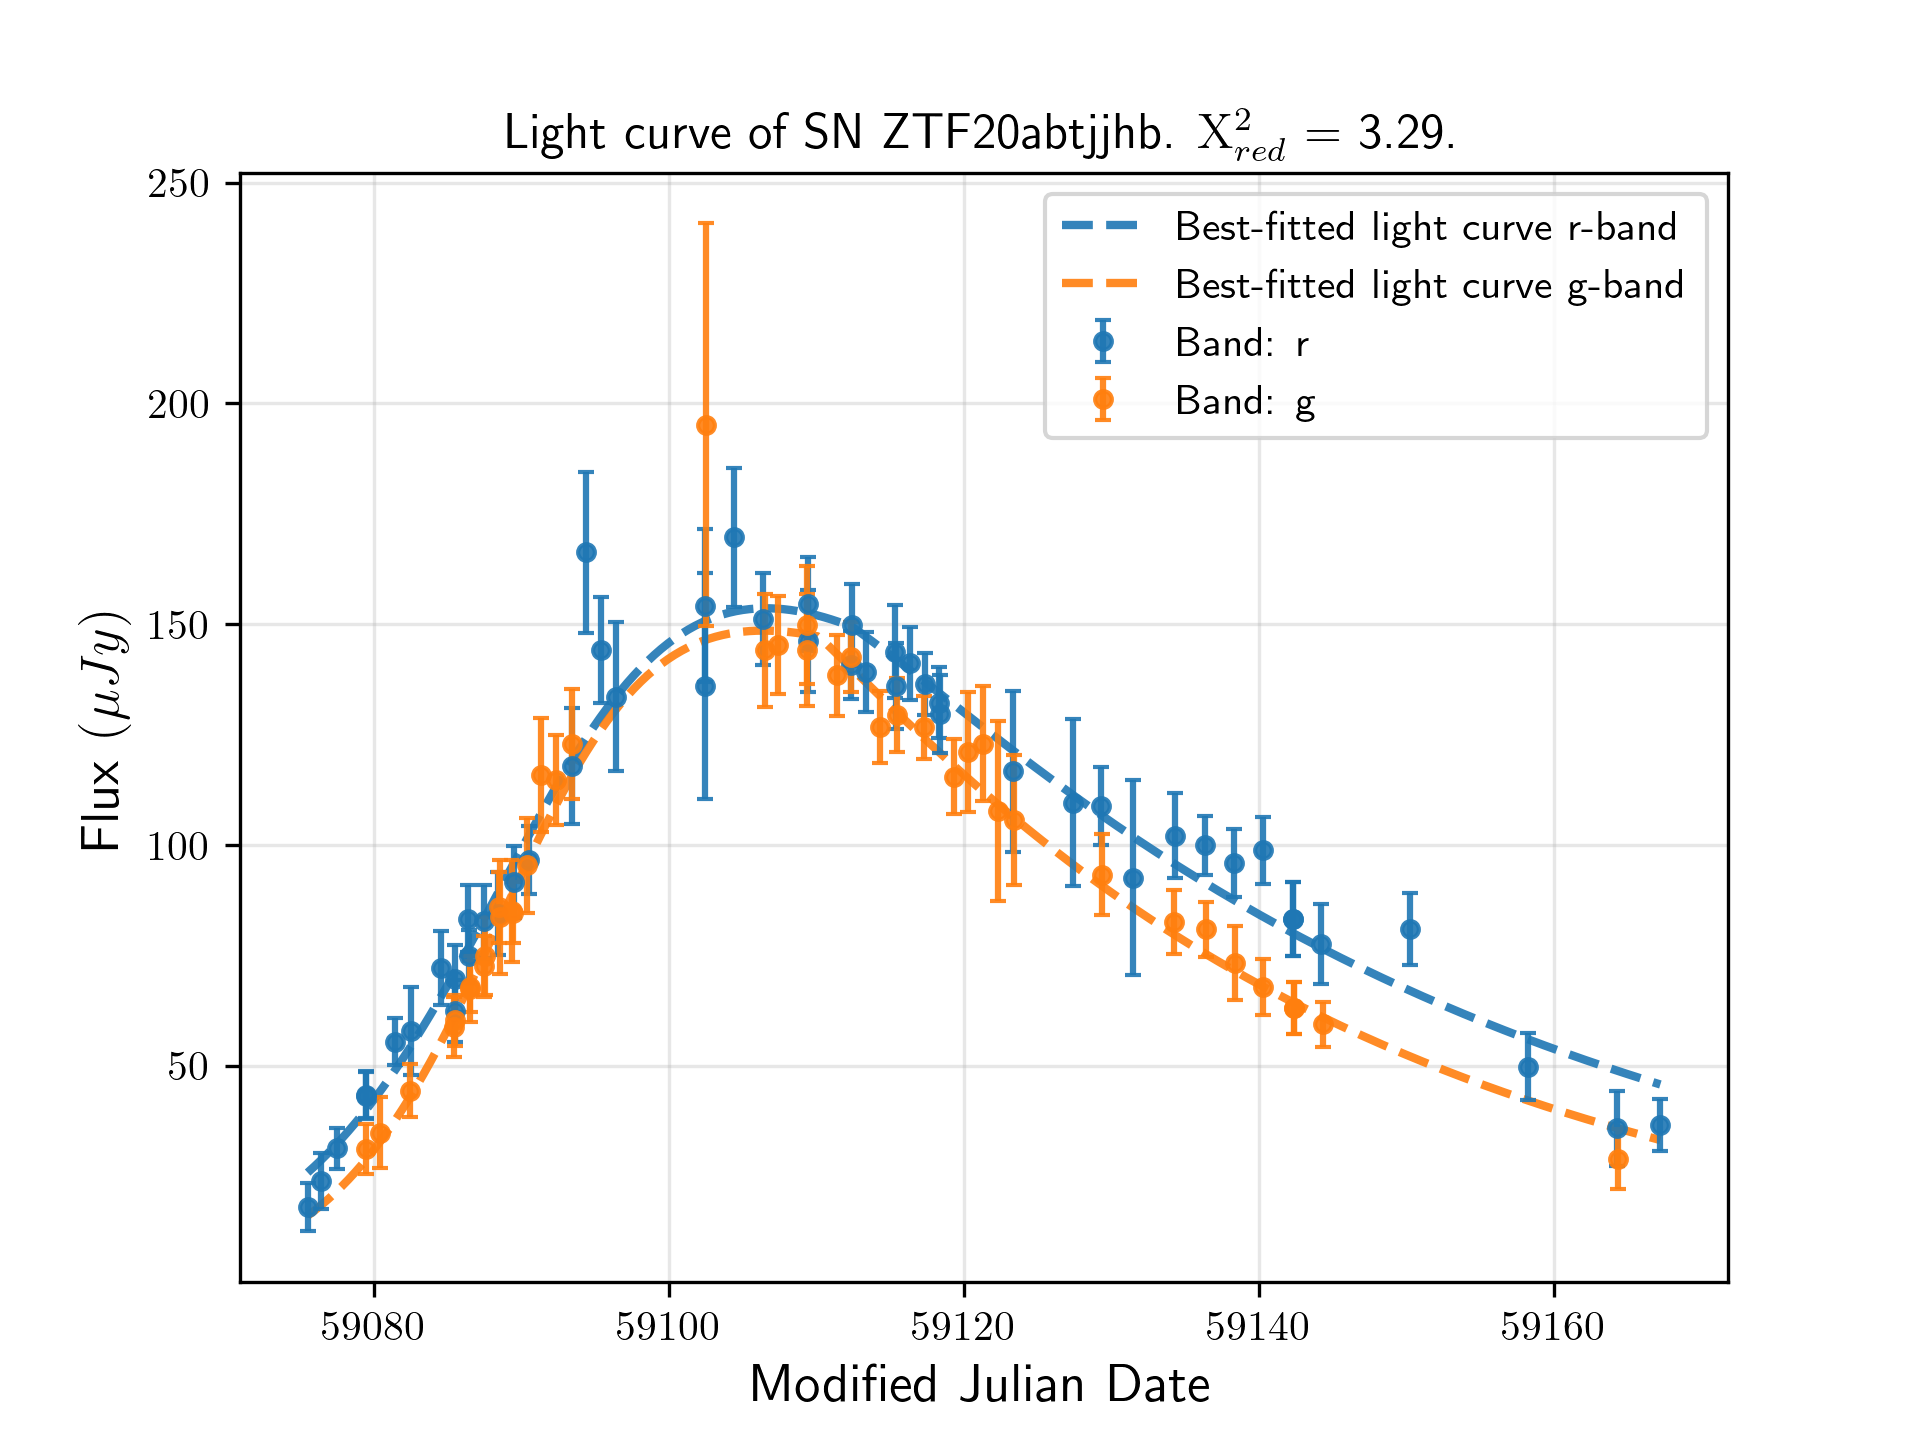 Light curve of SN ZTF20abtjjhb. X²_red = 3.29.
250
200
150
100
50
Flux (μJy)
Best-fitted light curve r-band
Best-fitted light curve g-band
Band: r
Band: g
59080 59100 59120 59140 59160
Modified Julian Date